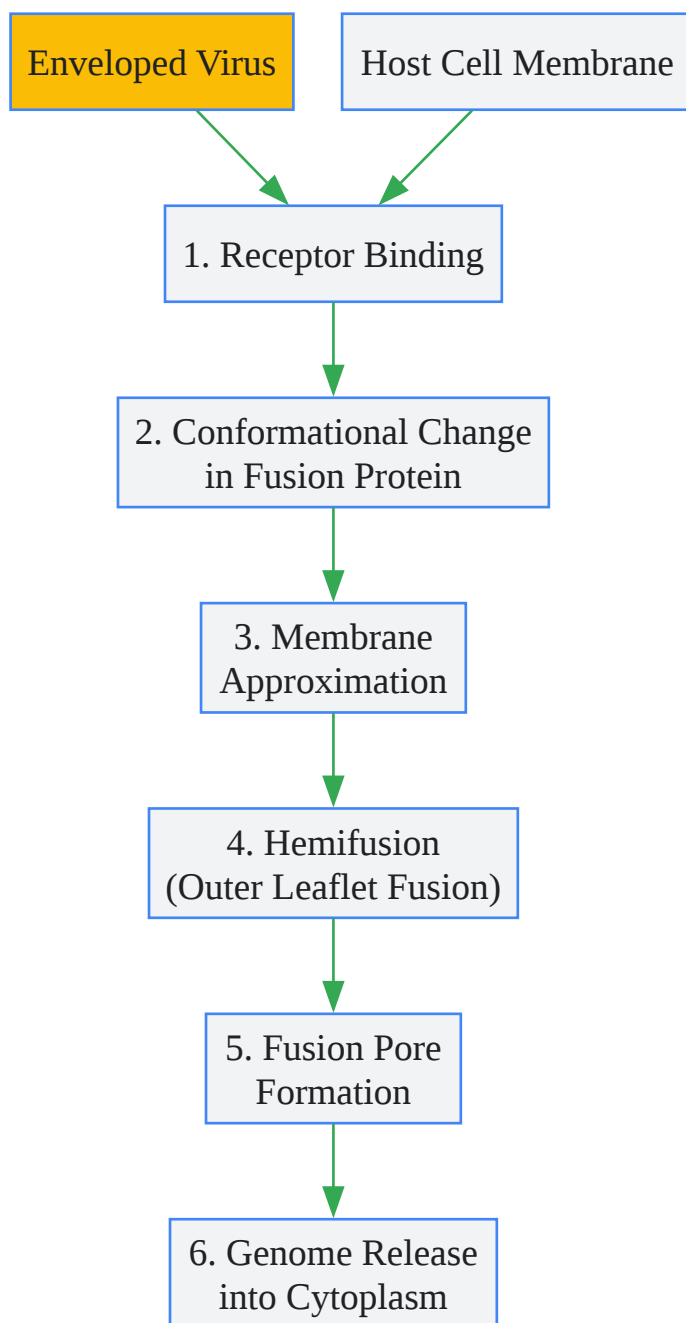 Enveloped Virus
Host Cell Membrane
1. Receptor Binding
2. Conformational Change
in Fusion Protein
3. Membrane
Approximation
4. Hemifusion
(Outer Leaflet Fusion)
5. Fusion Pore
Formation
6. Genome Release
into Cytoplasm